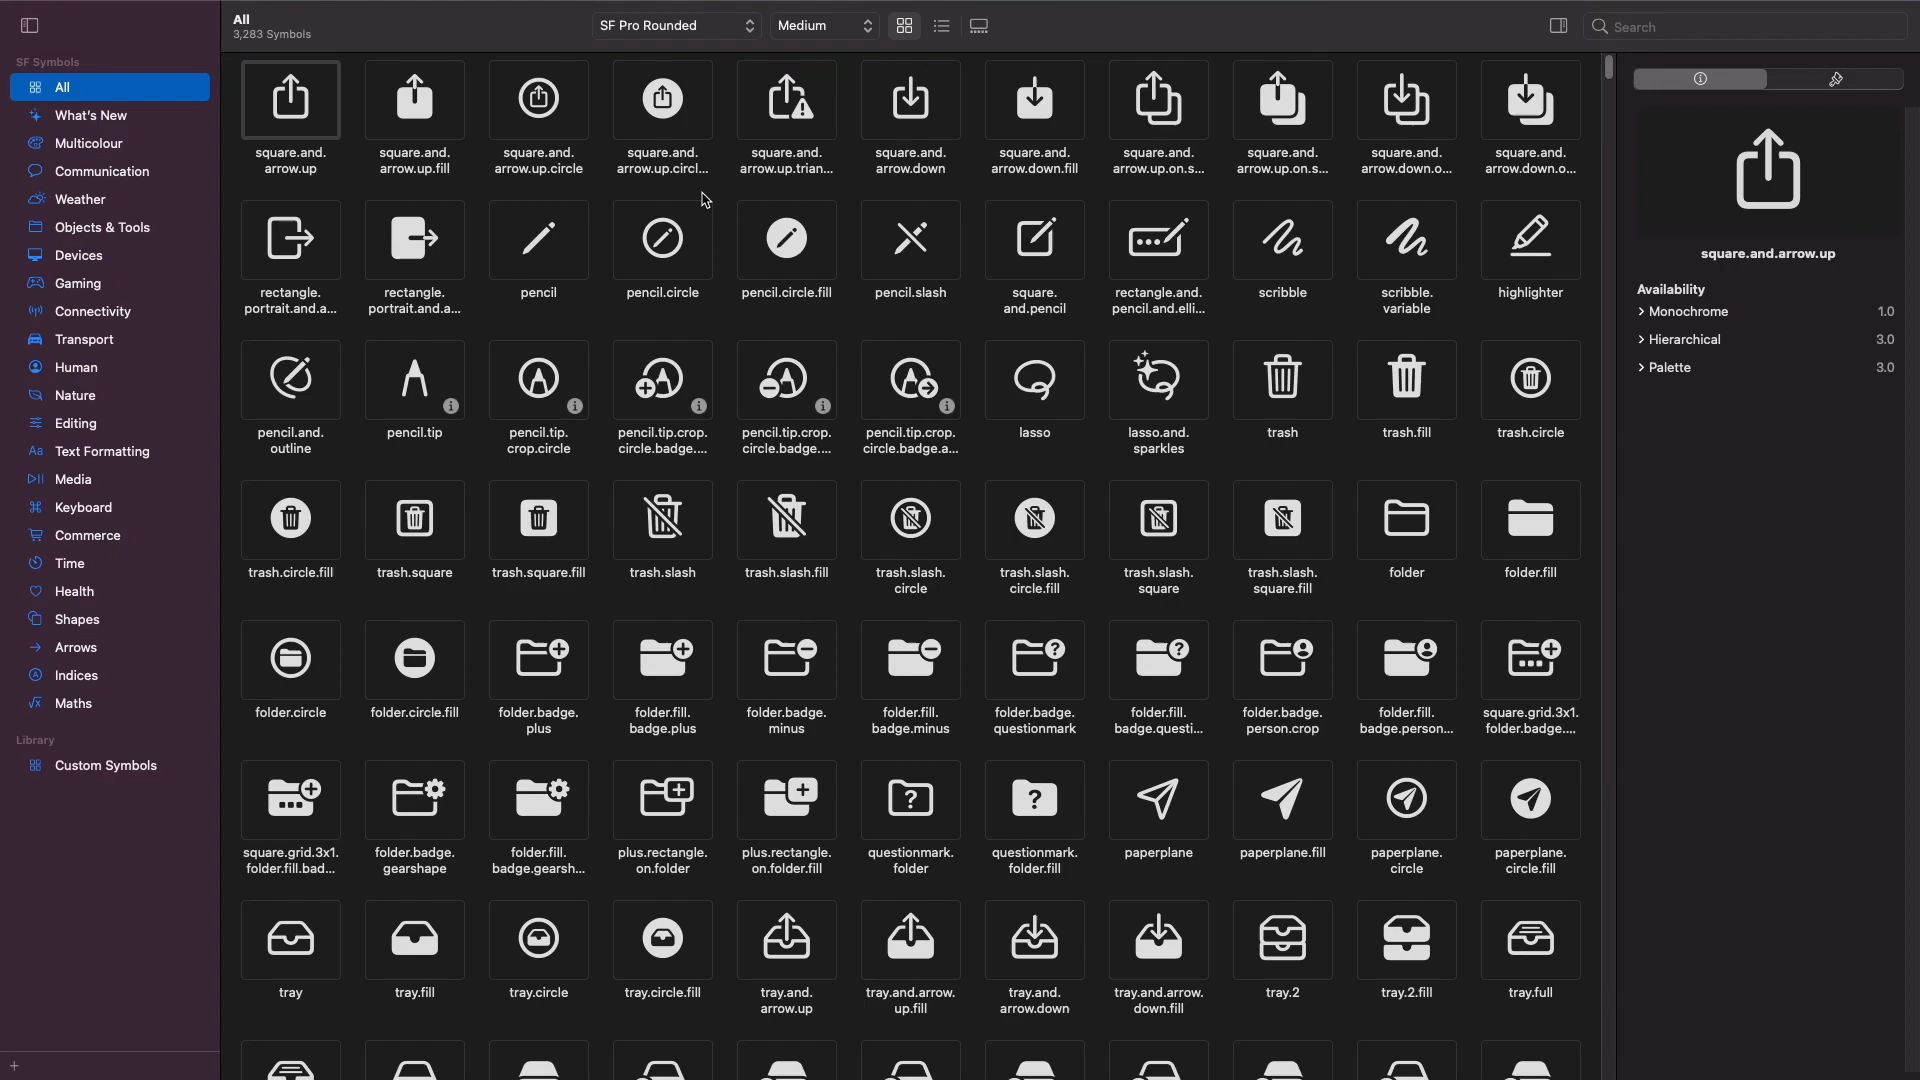 All
3,283 Symbols
SF Pro Rounded
Medium
Search
SF Symbols
All
What's New
Multicolour
Communication
Weather
Objects & Tools
Devices
Gaming
Connectivity
Transport
Human
Nature
Editing
Text Formatting
Media
Keyboard
Commerce
Time
Health
Shapes
Arrows
Indices
Maths
Library
Custom Symbols
square.and.
arrow.up
square.and.
arrow.up.fill
square.and.
arrow.up.circle
square.and.
arrow.up.circl...
square.and.
arrow.up.trian...
square.and.
arrow.down
square.and.
arrow.down.fill
square.and.
arrow.up.on.s...
square.and.
arrow.up.on.s...
square.and.
arrow.down.o...
square.and.
arrow.down.o...
rectangle.
portrait.and.a...
rectangle.
portrait.and.a...
pencil
pencil.circle
pencil.circle.fill
pencil.slash
square.
and.pencil
rectangle.and.
pencil.and.elli...
scribble
scribble.
variable
highlighter
pencil.and.
outline
pencil.tip
pencil.tip.
crop.circle
pencil.tip.crop.
circle.badge....
pencil.tip.crop.
circle.badge....
pencil.tip.crop.
circle.badge.a...
lasso
lasso.and.
sparkles
trash
trash.fill
trash.circle
trash.circle.fill
trash.square
trash.square.fill
trash.slash
trash.slash.fill
trash.slash.
circle
trash.slash.
circle.fill
trash.slash.
square
trash.slash.
square.fill
folder
folder.fill
folder.circle
folder.circle.fill
folder.badge.
plus
folder.fill.
badge.plus
folder.badge.
minus
folder.fill.
badge.minus
folder.badge.
questionmark
folder.fill.
badge.questi...
folder.badge.
person.crop
folder.fill.
badge.person...
square.grid.3x1.
folder.badge....
square.grid.3x1.
folder.fill.bad...
folder.badge.
gearshape
folder.fill.
badge.gearsh...
plus.rectangle.
on.folder
plus.rectangle.
on.folder.fill
questionmark.
folder
questionmark.
folder.fill
paperplane
paperplane.fill
paperplane.
circle
paperplane.
circle.fill
tray
tray.fill
tray.circle
tray.circle.fill
tray.and.
arrow.up
tray.and.arrow.
up.fill
tray.and.
arrow.down
tray.and.arrow.
down.fill
tray.2
tray.2.fill
tray.full
square.and.arrow.up
Availability
Monochrome 1.0
Hierarchical 3.0
Palette 3.0